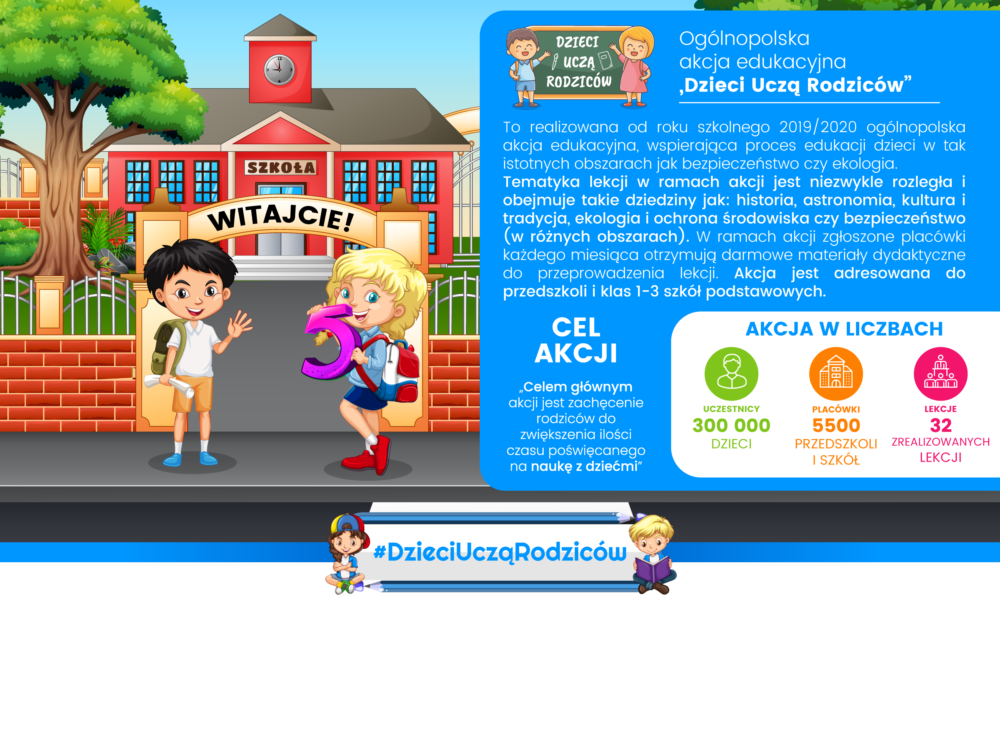 12
9 3
6
SZKOŁA
WITAJCIE!
5
DZIECI
UCZĄ
RODZICÓW
Ogólnopolska
akcja edukacyjna
„Dzieci Uczą Rodziców”
To realizowana od roku szkolnego 2019/2020 ogólnopolska
akcja edukacyjna, wspierająca proces edukacji dzieci w tak
istotnych obszarach jak bezpieczeństwo czy ekologia.
Tematyka lekcji w ramach akcji jest niezwykle rozległa i
obejmuje takie dziedziny jak: historia, astronomia, kultura i
tradycja, ekologia i ochrona środowiska czy bezpieczeństwo
(w różnych obszarach). W ramach akcji zgłoszone placówki
każdego miesiąca otrzymują darmowe materiały dydaktyczne
do przeprowadzenia lekcji. Akcja jest adresowana do
przedszkoli i klas 1-3 szkół podstawowych.
CEL
AKCJI
„Celem głównym
akcji jest zachęcenie
rodziców do
zwiększenia ilości
czasu poświęcanego
na naukę z dziećmi”
AKCJA W LICZBACH
UCZESTNICY
300 000
DZIECI
PLACÓWKI
5500
PRZEDSZKOLI
I SZKÓŁ
LEKCJE
32
ZREALIZOWANYCH
LEKCJI
#DzieciUcząRodziców